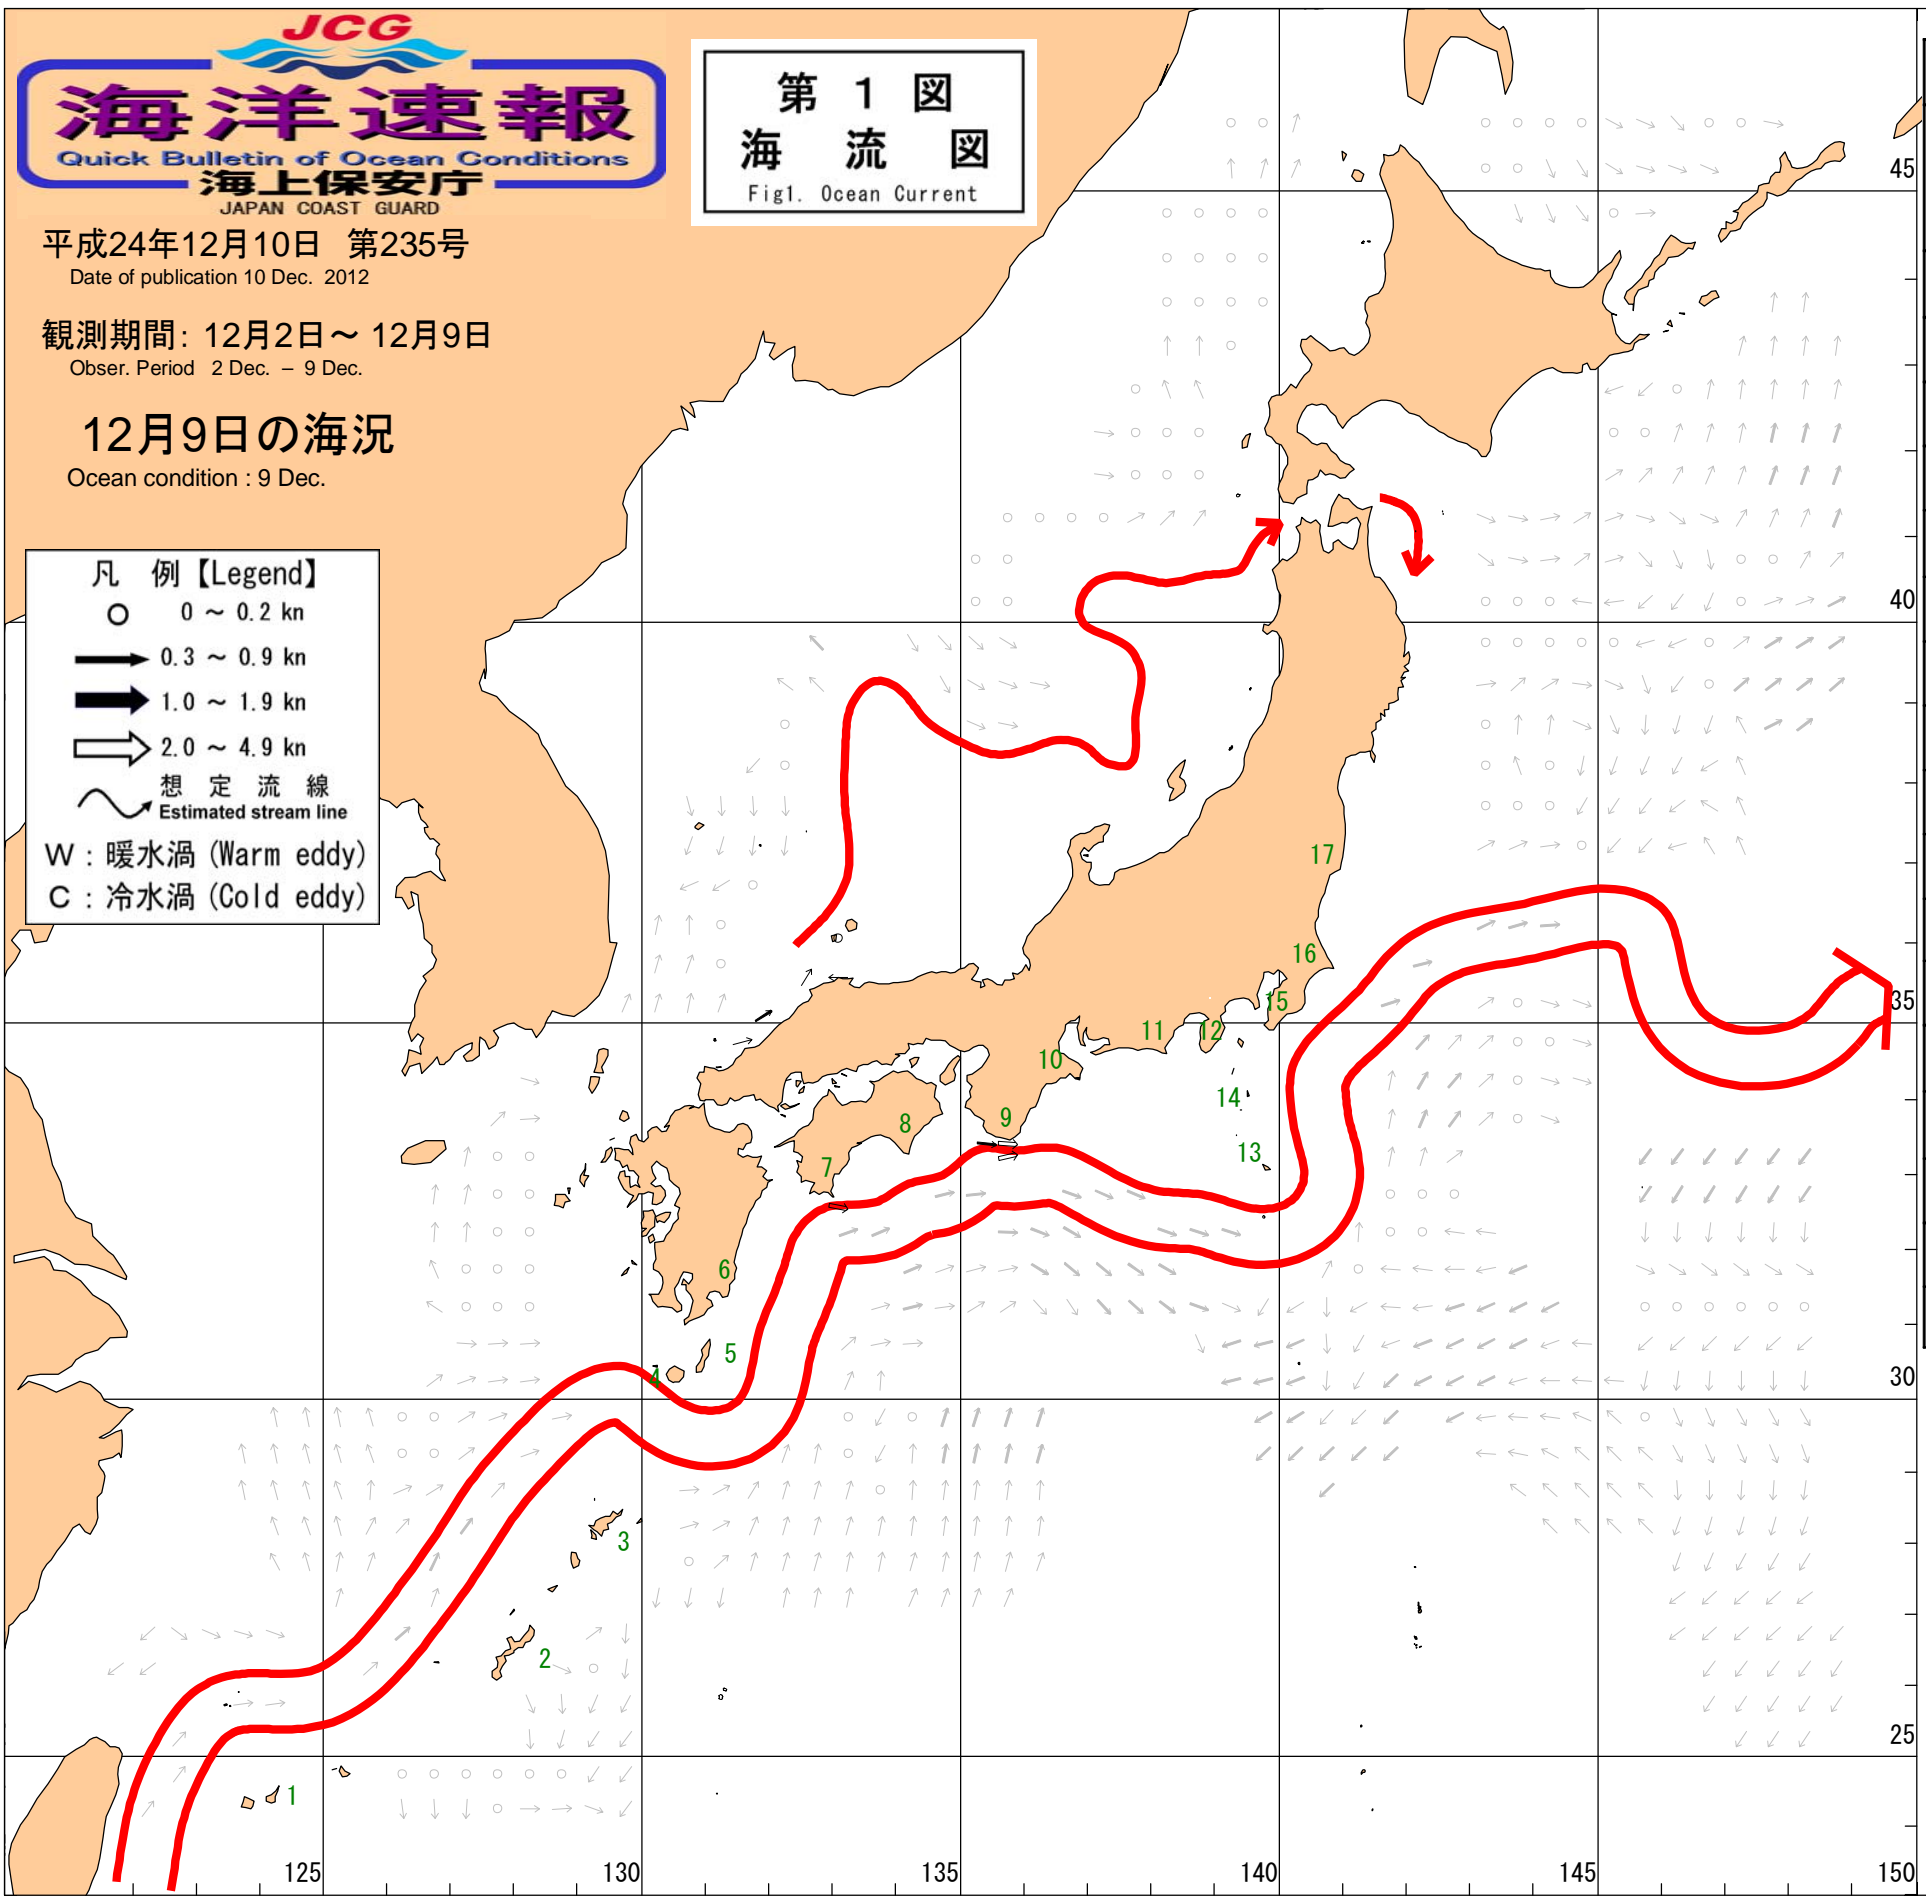 JCG
海洋速報
Quick Bulletin of Ocean Conditions
海上保安庁
JAPAN COAST GUARD
第 1 図
海 流 図
Fig1. Ocean Current
平成24年12月10日 第235号
Date of publication 10 Dec. 2012
観測期間: 12月2日～ 12月9日
Obser. Period 2 Dec. – 9 Dec.
12月9日の海況
Ocean condition : 9 Dec.
凡 例【Legend】
0 ～ 0.2 kn
0.3 ～ 0.9 kn
1.0 ～ 1.9 kn
2.0 ～ 4.9 kn
想 定 流 線
Estimated stream line
W : 暖水渦 (Warm eddy)
C : 冷水渦 (Cold eddy)
45
40
35
30
25
17
16
15
12
11
10
14
13
9
8
7
6
5
4
3
2
1
125
130
135
140
145
150